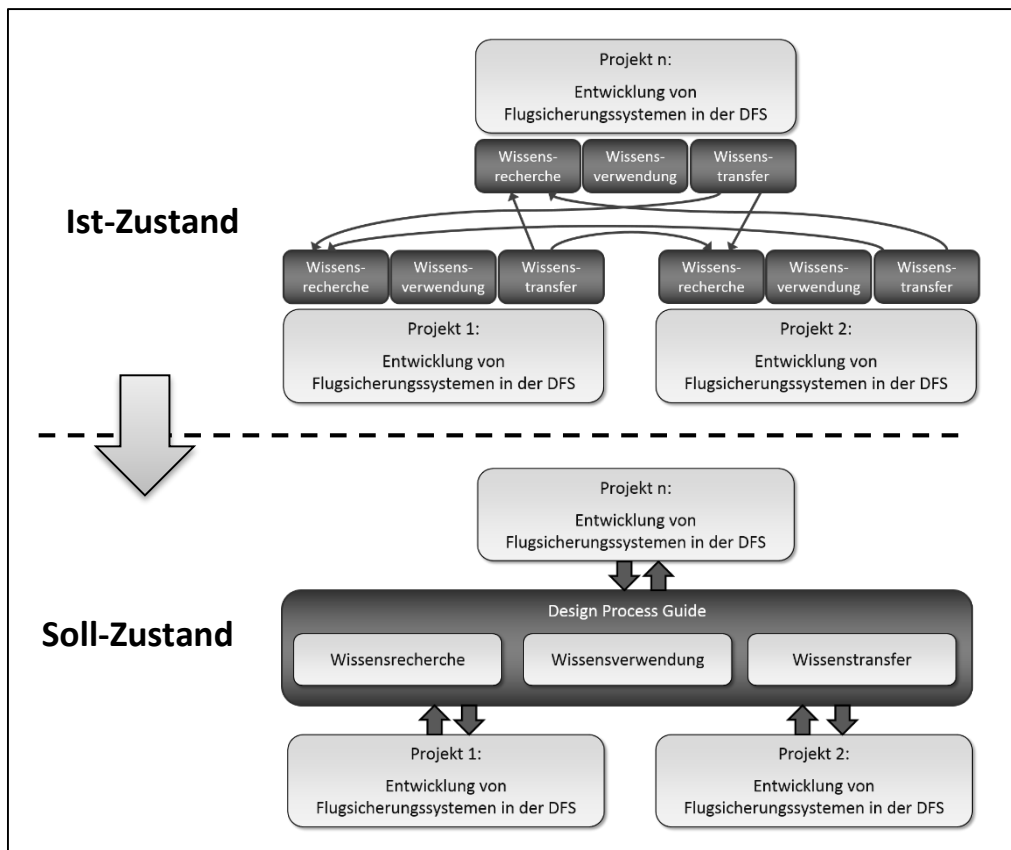 Projekt n:
Entwicklung von
Flugsicherungssystemen in der DFS
Wissens-
recherche
Wissens-
verwendung
Wissens-
transfer
Ist-Zustand
Wissens-
recherche
Wissens-
verwendung
Wissens-
transfer
Wissens-
recherche
Wissens-
verwendung
Wissens-
transfer
Projekt 1:
Entwicklung von
Flugsicherungssystemen in der DFS
Projekt 2:
Entwicklung von
Flugsicherungssystemen in der DFS
Projekt n:
Entwicklung von
Flugsicherungssystemen in der DFS
Soll-Zustand
Design Process Guide
Wissensrecherche
Wissensverwendung
Wissenstransfer
Projekt 1:
Entwicklung von
Flugsicherungssystemen in der DFS
Projekt 2:
Entwicklung von
Flugsicherungssystemen in der DFS